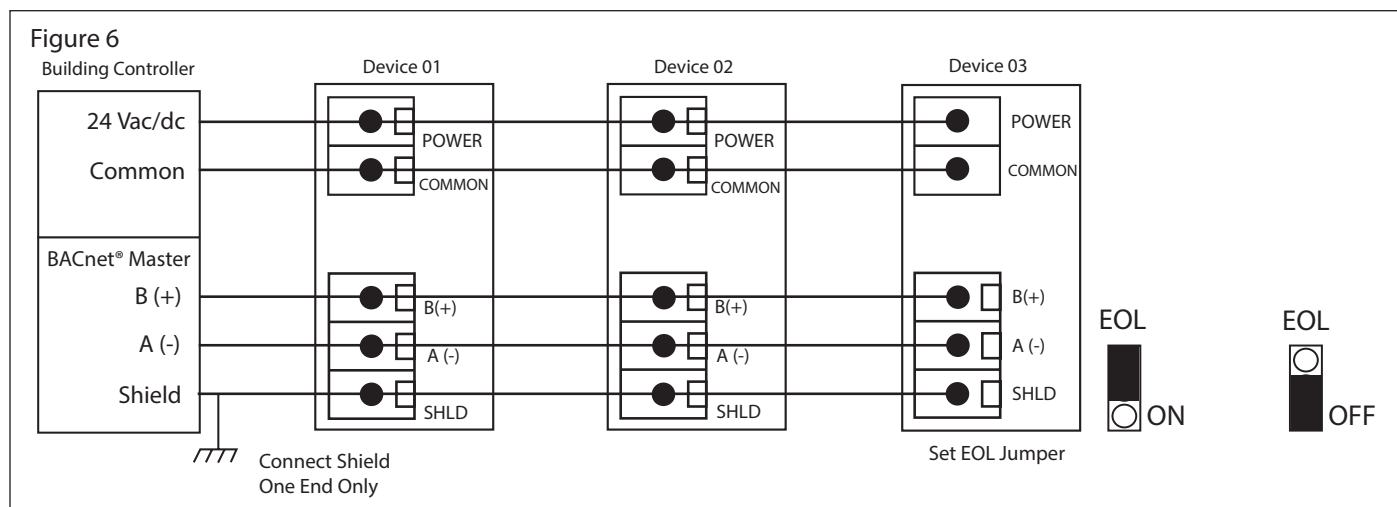 Figure 6
Building Controller
24 Vac/dc
Common
BACnet® Master
B (+)
A (-)
Shield
Connect Shield
One End Only
Device 01
POWER
COMMON
B(+)
A (-)
SHLD
Device 02
POWER
COMMON
B(+)
A (-)
SHLD
Device 03
POWER
COMMON
B(+)
A (-)
SHLD
Set EOL Jumper
EOL
ON
EOL
OFF